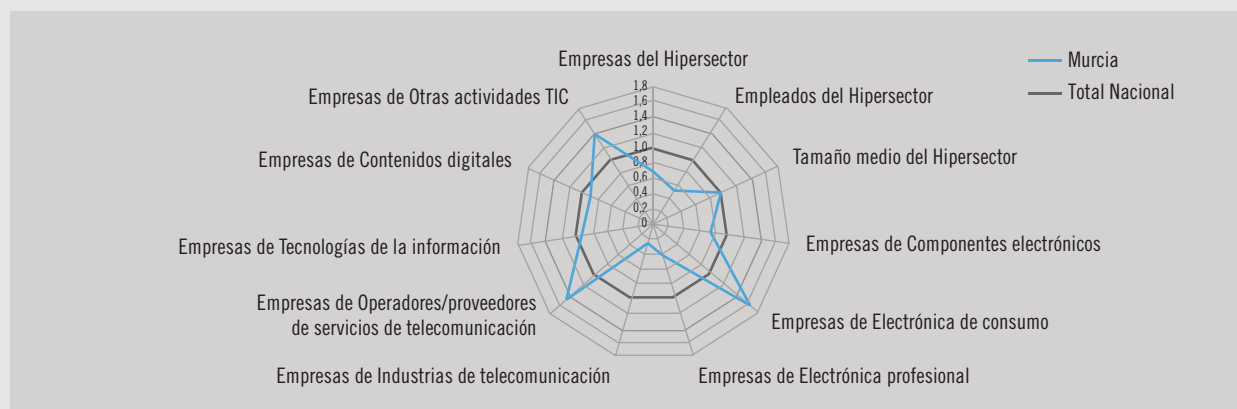 Empresas del Hipersector
Murcia
Total Nacional
Empresas de Otras actividades TIC
Empleados del Hipersector
Empresas de Contenidos digitales
Tamaño medio del Hipersector
1,8
1,6
1,4
1,2
1,0
0,8
0,6
0,4
0,2
0
Empresas de Tecnologías de la información
Empresas de Componentes electrónicos
Empresas de Operadores/proveedores
de servicios de telecomunicación
Empresas de Electrónica de consumo
Empresas de Industrias de telecomunicación
Empresas de Electrónica profesional